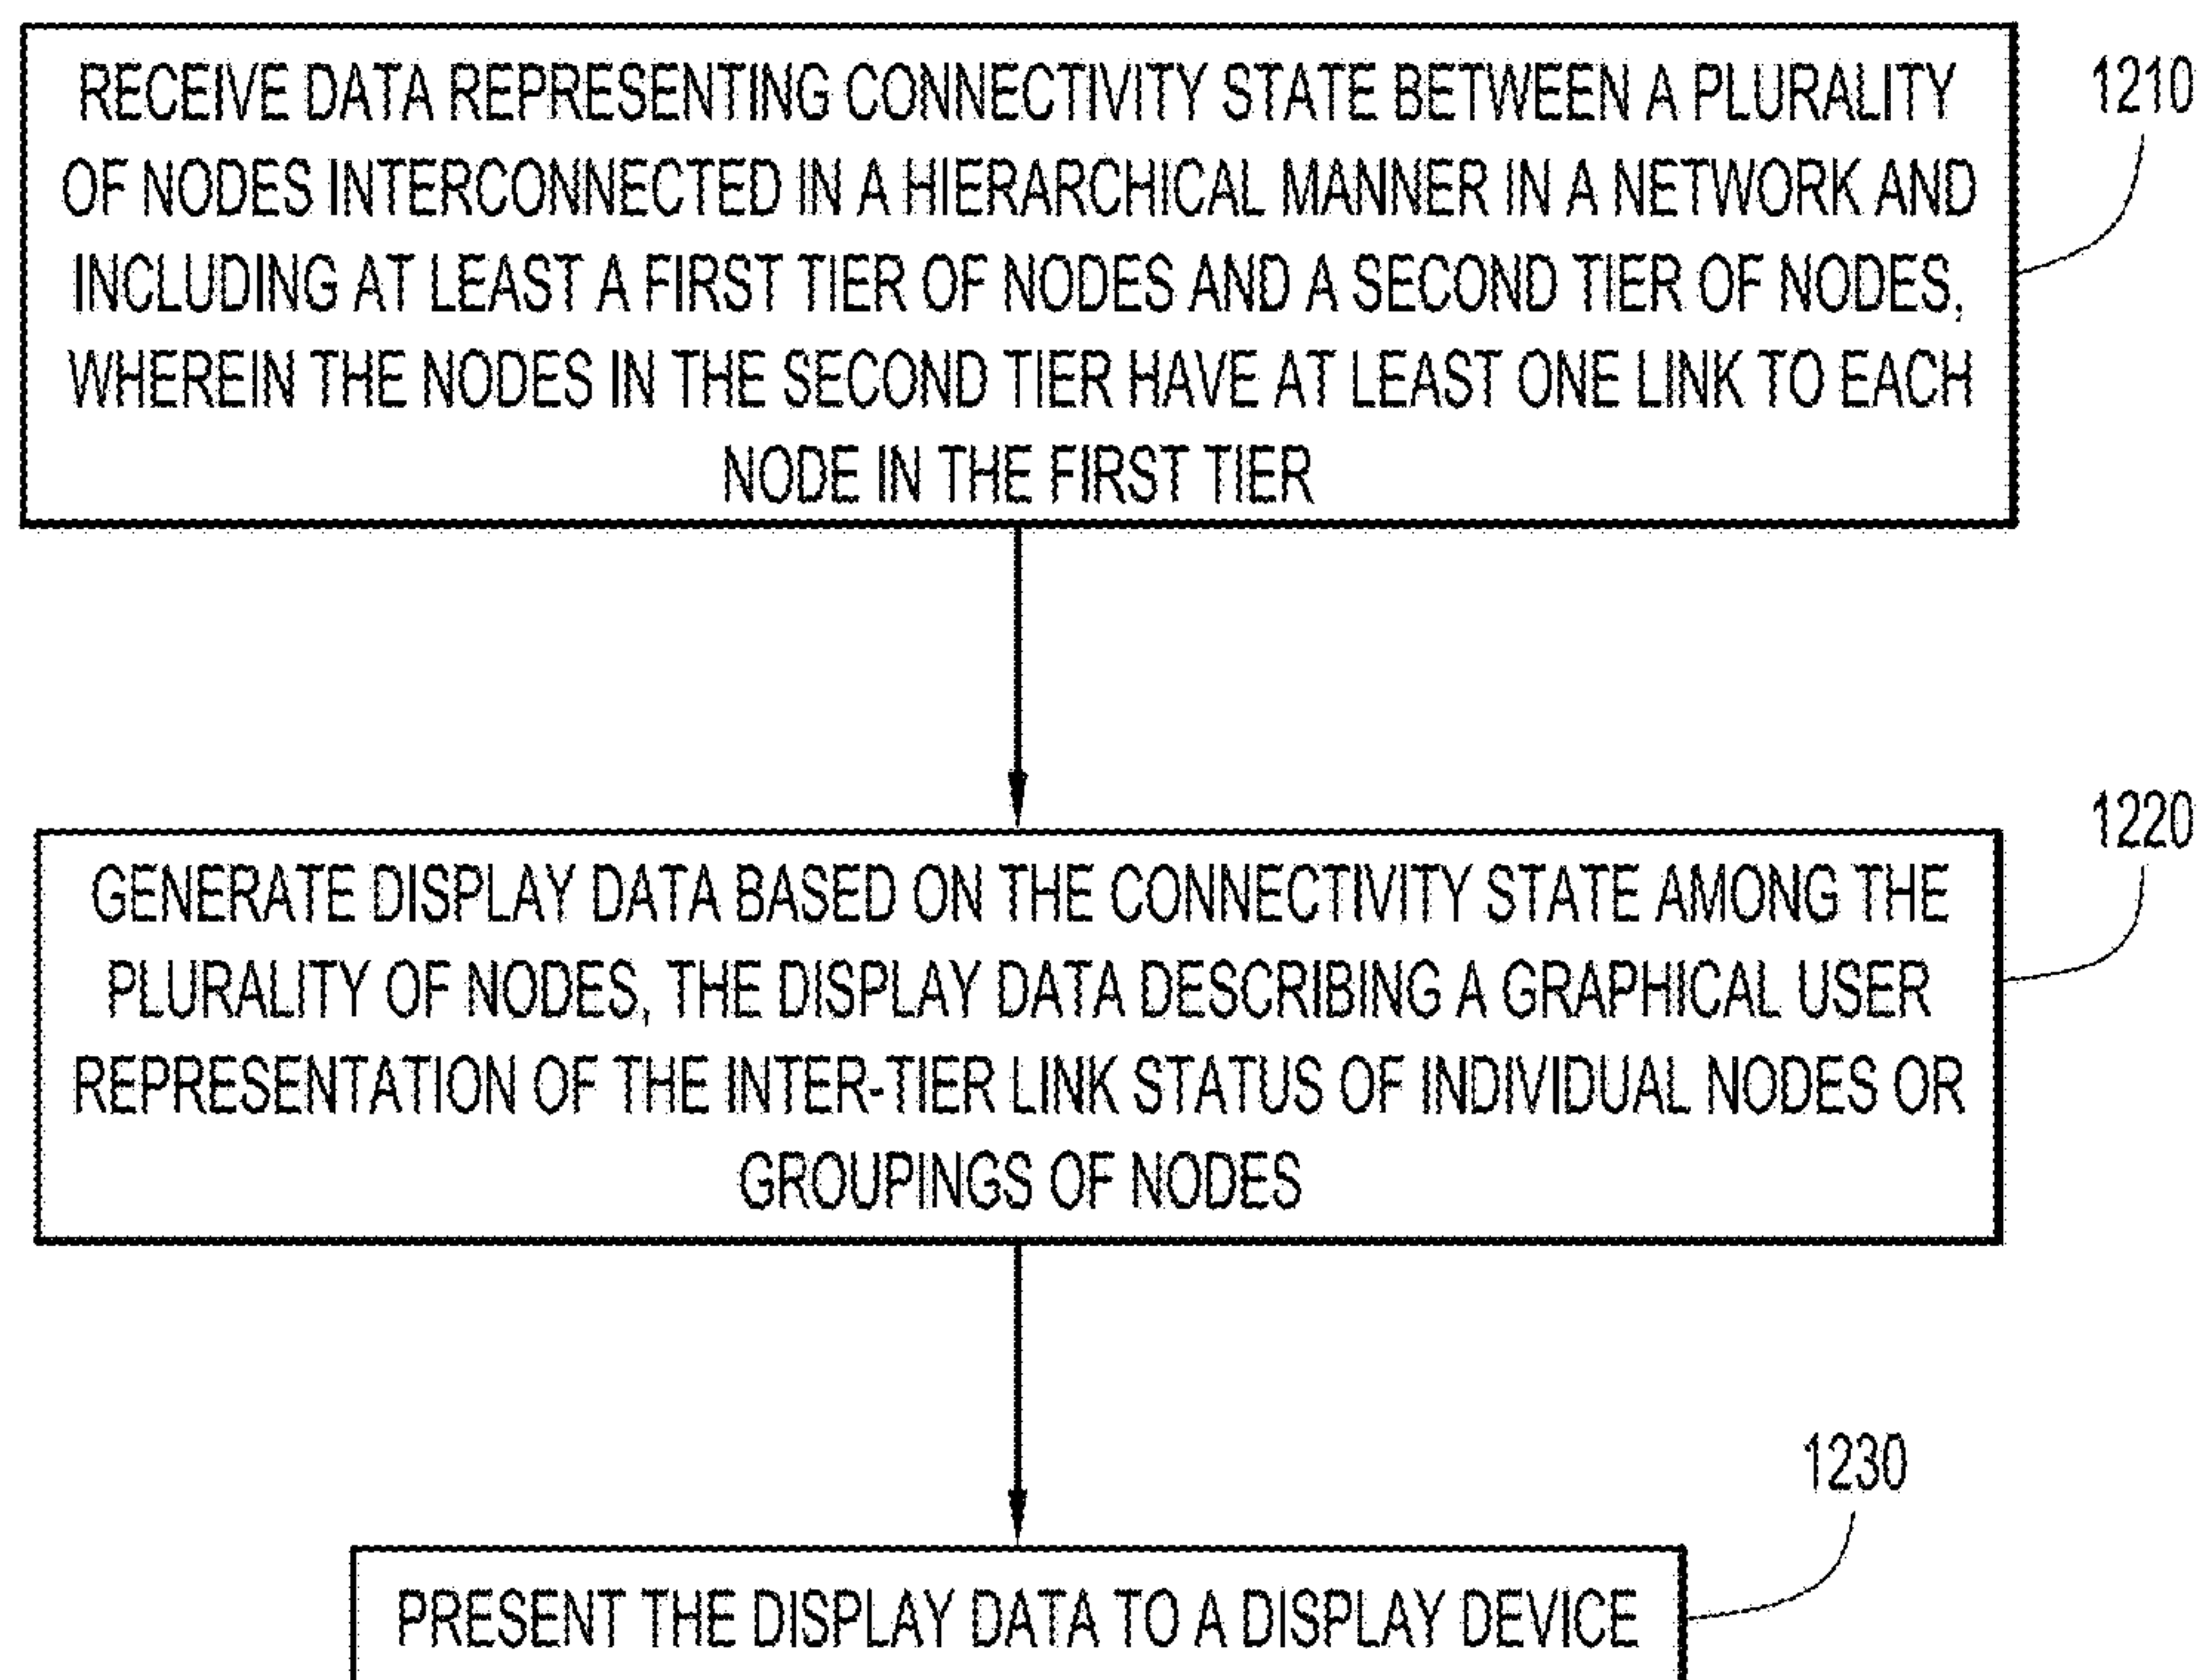 RECEIVE DATA REPRESENTING CONNECTIVITY STATE BETWEEN A PLURALITY
OF NODES INTERCONNECTED IN A HIERARCHICAL MANNER IN A NETWORK AND
INCLUDING AT LEAST A FIRST TIER OF NODES AND A SECOND TIER OF NODES,
WHEREIN THE NODES IN THE SECOND TIER HAVE AT LEAST ONE LINK TO EACH
NODE IN THE FIRST TIER
1210
GENERATE DISPLAY DATA BASED ON THE CONNECTIVITY STATE AMONG THE
PLURALITY OF NODES, THE DISPLAY DATA DESCRIBING A GRAPHICAL USER
REPRESENTATION OF THE INTER-TIER LINK STATUS OF INDIVIDUAL NODES OR
GROUPINGS OF NODES
1220
PRESENT THE DISPLAY DATA TO A DISPLAY DEVICE
1230